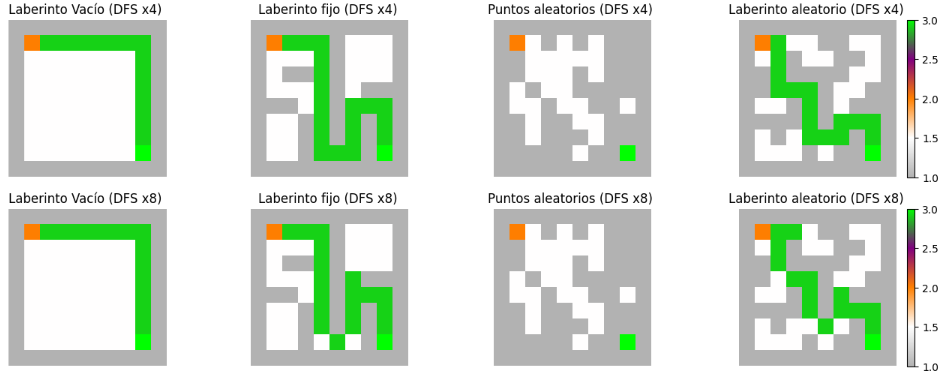 Laberinto Vacío (DFS x4)
Laberinto fijo (DFS x4)
Puntos aleatorios (DFS x4)
Laberinto aleatorio (DFS x4)
3.0
2.5
2.0
1.5
1.0
Laberinto Vacío (DFS x8)
Laberinto fijo (DFS x8)
Puntos aleatorios (DFS x8)
Laberinto aleatorio (DFS x8)
3.0
2.5
2.0
1.5
1.0